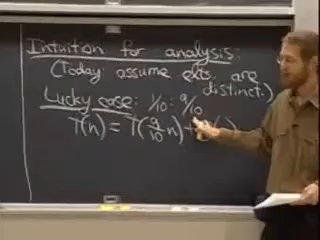 Intuition for analysis:
(Today: assume elts. are
distinct.)
Lucky case: 1/10 : 9/10
T(n) = T(9/10 n) +